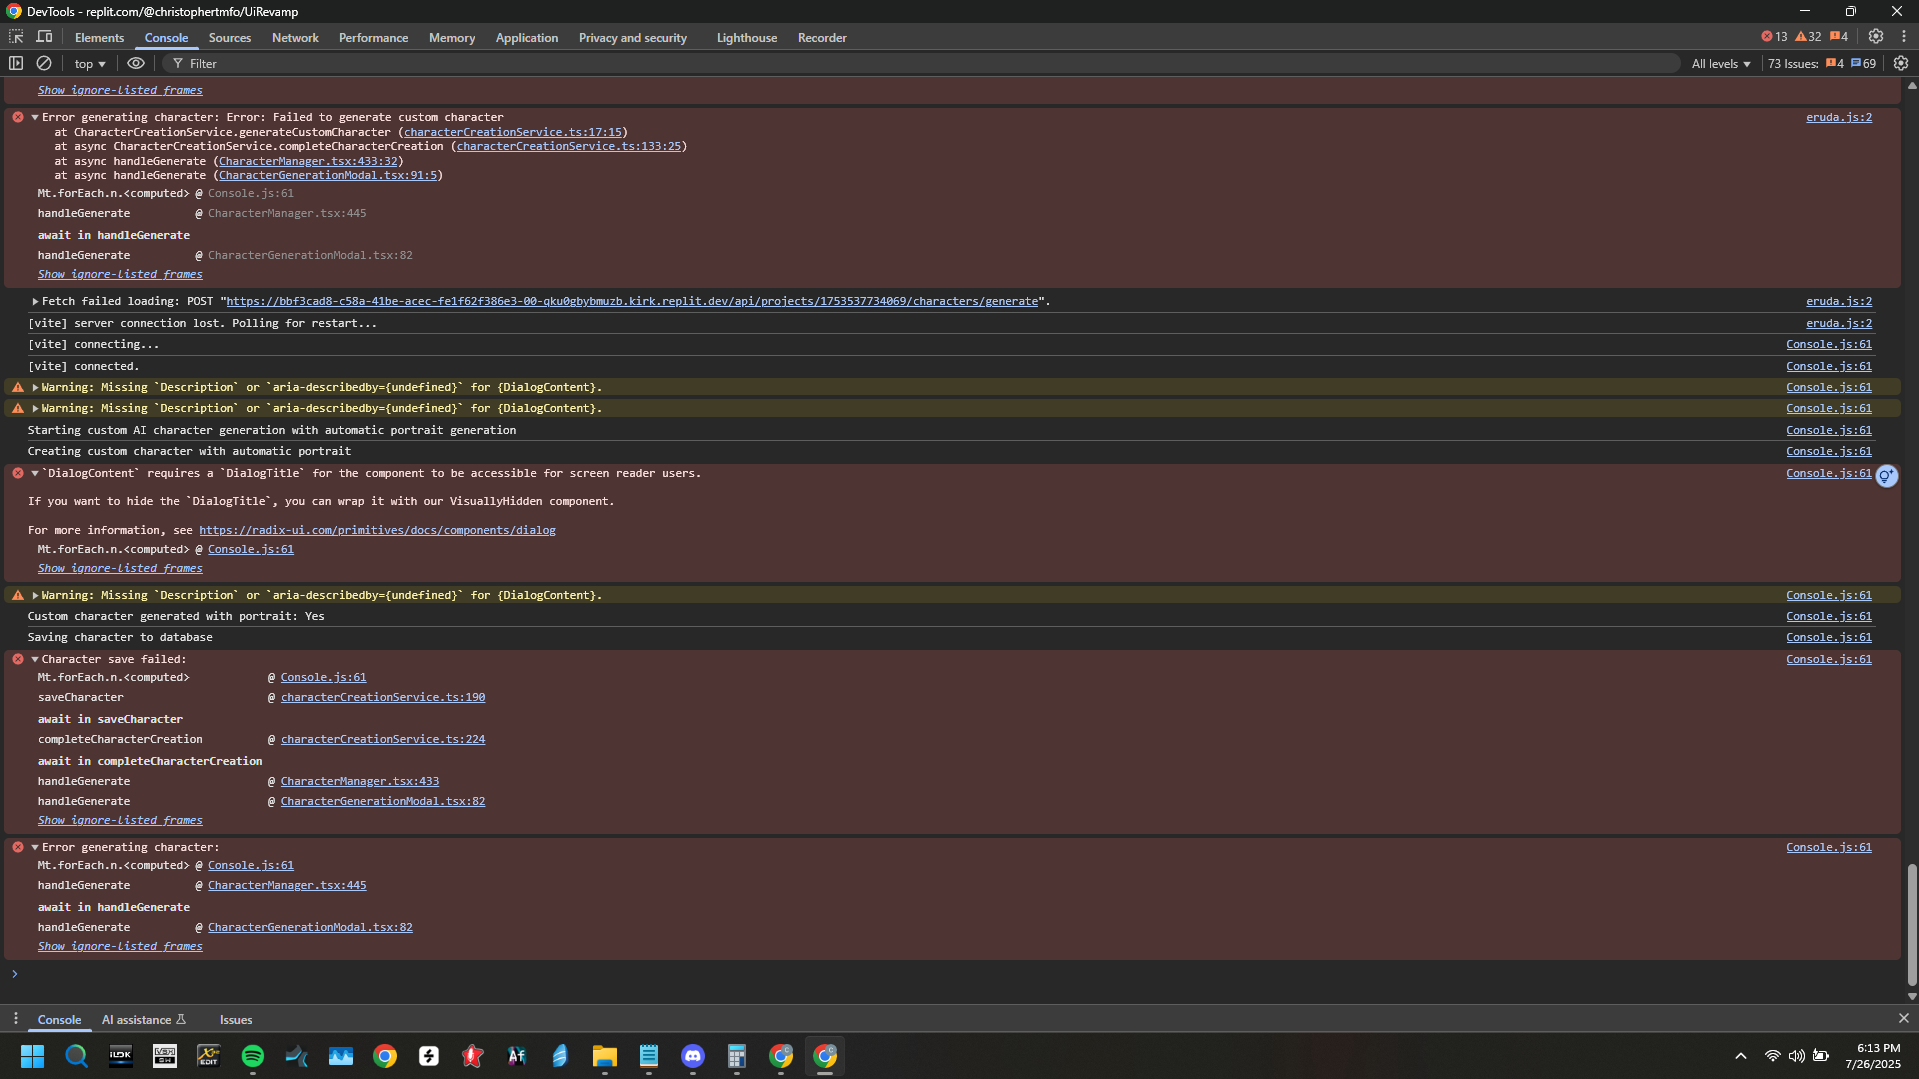 DevTools - replit.com/@christophertmfo/UiRevamp
Elements Console Sources Network Performance Memory Application Privacy and security Lighthouse Recorder 13 32 4
top Filter All levels 73 Issues: 4 69
Show ignore-listed frames
Error generating character: Error: Failed to generate custom character eruda.js:2
at CharacterCreationService.generateCustomCharacter (characterCreationService.ts:17:15)
at async CharacterCreationService.completeCharacterCreation (characterCreationService.ts:133:25)
at async handleGenerate (CharacterManager.tsx:433:32)
at async handleGenerate (CharacterGenerationModal.tsx:91:5)
Mt.forEach.n.<computed> @ Console.js:61
handleGenerate @ CharacterManager.tsx:445
await in handleGenerate
handleGenerate @ CharacterGenerationModal.tsx:82
Show ignore-listed frames
Fetch failed loading: POST "https://bbf3cad8-c58a-41be-acec-fe1f62f386e3-00-qku0gbybmuzb.kirk.replit.dev/api/projects/1753537734069/characters/generate". eruda.js:2
[vite] server connection lost. Polling for restart... eruda.js:2
[vite] connecting... Console.js:61
[vite] connected. Console.js:61
Warning: Missing `Description` or `aria-describedby={undefined}` for {DialogContent}. Console.js:61
Warning: Missing `Description` or `aria-describedby={undefined}` for {DialogContent}. Console.js:61
Starting custom AI character generation with automatic portrait generation Console.js:61
Creating custom character with automatic portrait Console.js:61
`DialogContent` requires a `DialogTitle` for the component to be accessible for screen reader users. Console.js:61
If you want to hide the `DialogTitle`, you can wrap it with our VisuallyHidden component.
For more information, see https://radix-ui.com/primitives/docs/components/dialog
Mt.forEach.n.<computed> @ Console.js:61
Show ignore-listed frames
Warning: Missing `Description` or `aria-describedby={undefined}` for {DialogContent}. Console.js:61
Custom character generated with portrait: Yes Console.js:61
Saving character to database Console.js:61
Character save failed: Console.js:61
Mt.forEach.n.<computed> @ Console.js:61
saveCharacter @ characterCreationService.ts:190
await in saveCharacter
completeCharacterCreation @ characterCreationService.ts:224
await in completeCharacterCreation
handleGenerate @ CharacterManager.tsx:433
handleGenerate @ CharacterGenerationModal.tsx:82
Show ignore-listed frames
Error generating character: Console.js:61
Mt.forEach.n.<computed> @ Console.js:61
handleGenerate @ CharacterManager.tsx:445
await in handleGenerate
handleGenerate @ CharacterGenerationModal.tsx:82
Show ignore-listed frames
Console AI assistance Issues
6:13 PM
7/26/2025